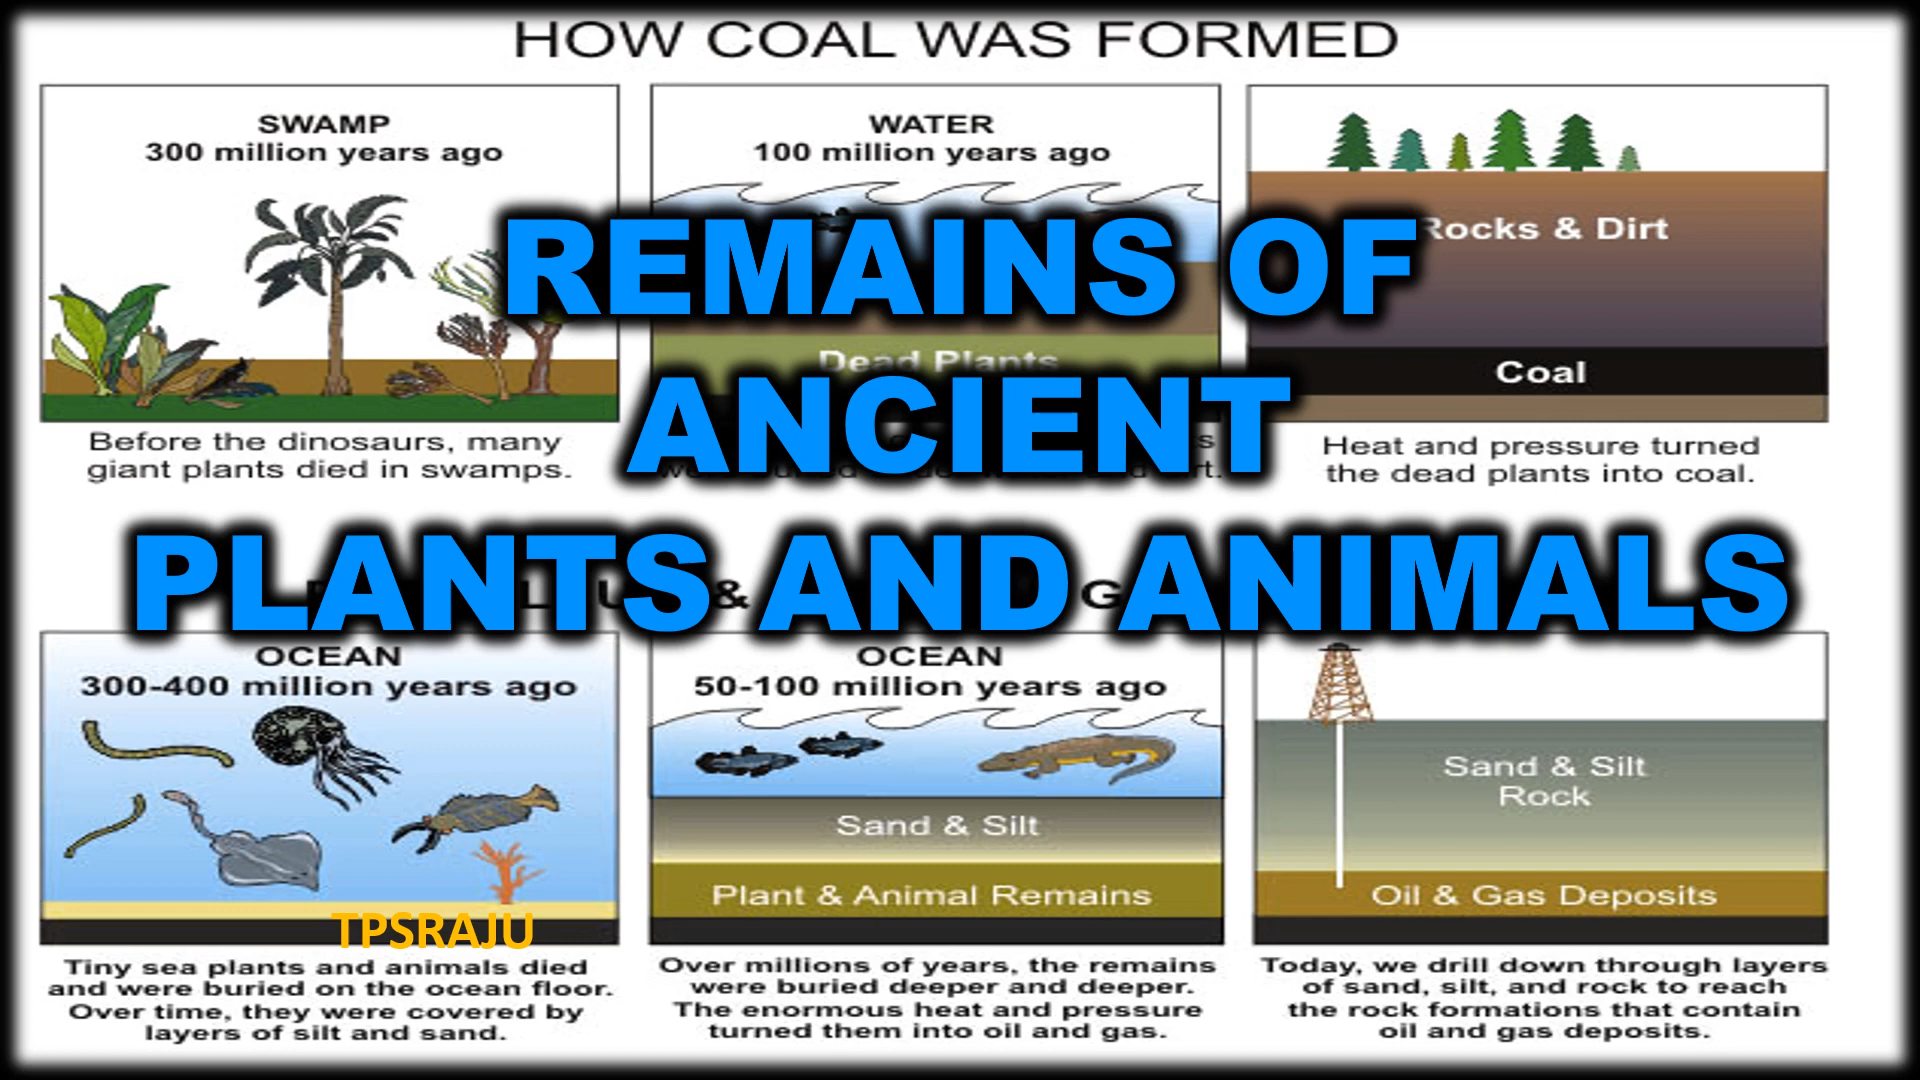 HOW COAL WAS FORMED
SWAMP
300 million years ago
WATER
100 million years ago
Rocks & Dirt
REMAINS OF
Dead Plants
Coal
ANCIENT
Before the dinosaurs, many
giant plants died in swamps.
Heat and pressure turned
the dead plants into coal.
PLANTS AND ANIMALS
&
OCEAN
300-400 million years ago
OCEAN
50-100 million years ago
Sand & Silt
Rock
Sand & Silt
Plant & Animal Remains
Oil & Gas Deposits
TPSRAJU
Tiny sea plants and animals died
and were buried on the ocean floor.
Over time, they were covered by
layers of silt and sand.
Over millions of years, the remains
were buried deeper and deeper.
The enormous heat and pressure
turned them into oil and gas.
Today, we drill down through layers
of sand, silt, and rock to reach
the rock formations that contain
oil and gas deposits.